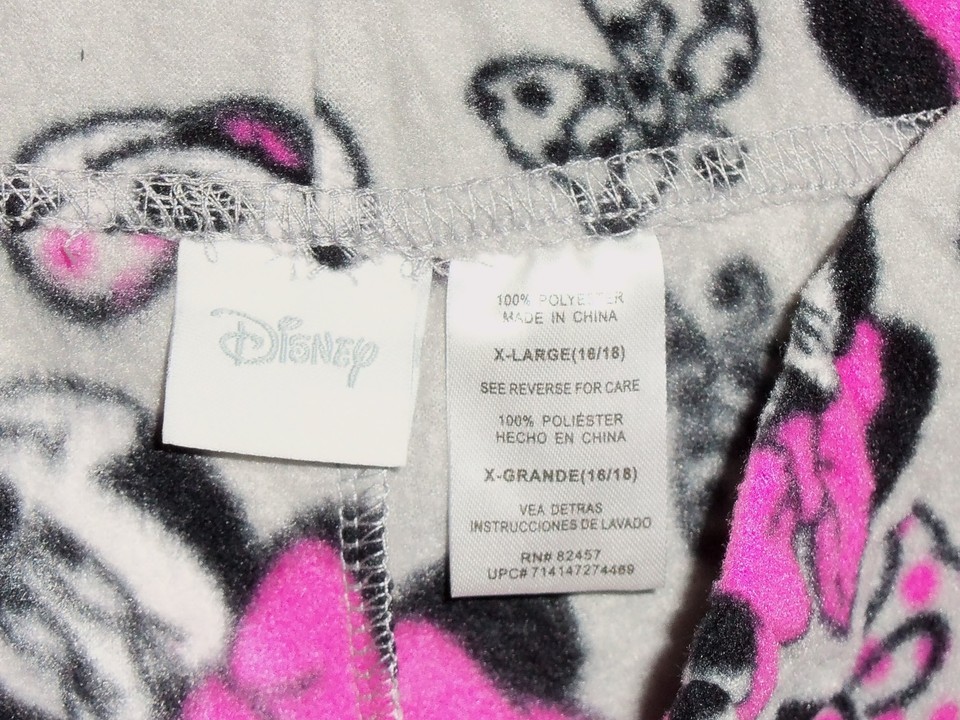 Disney
100% POLYESTER
MADE IN CHINA
X-LARGE(16/18)
SEE REVERSE FOR CARE
100% POLIÉSTER
HECHO EN CHINA
X-GRANDE(16/18)
VEA DETRAS
INSTRUCCIONES DE LAVADO
RN# 82457
UPC# 714147274469